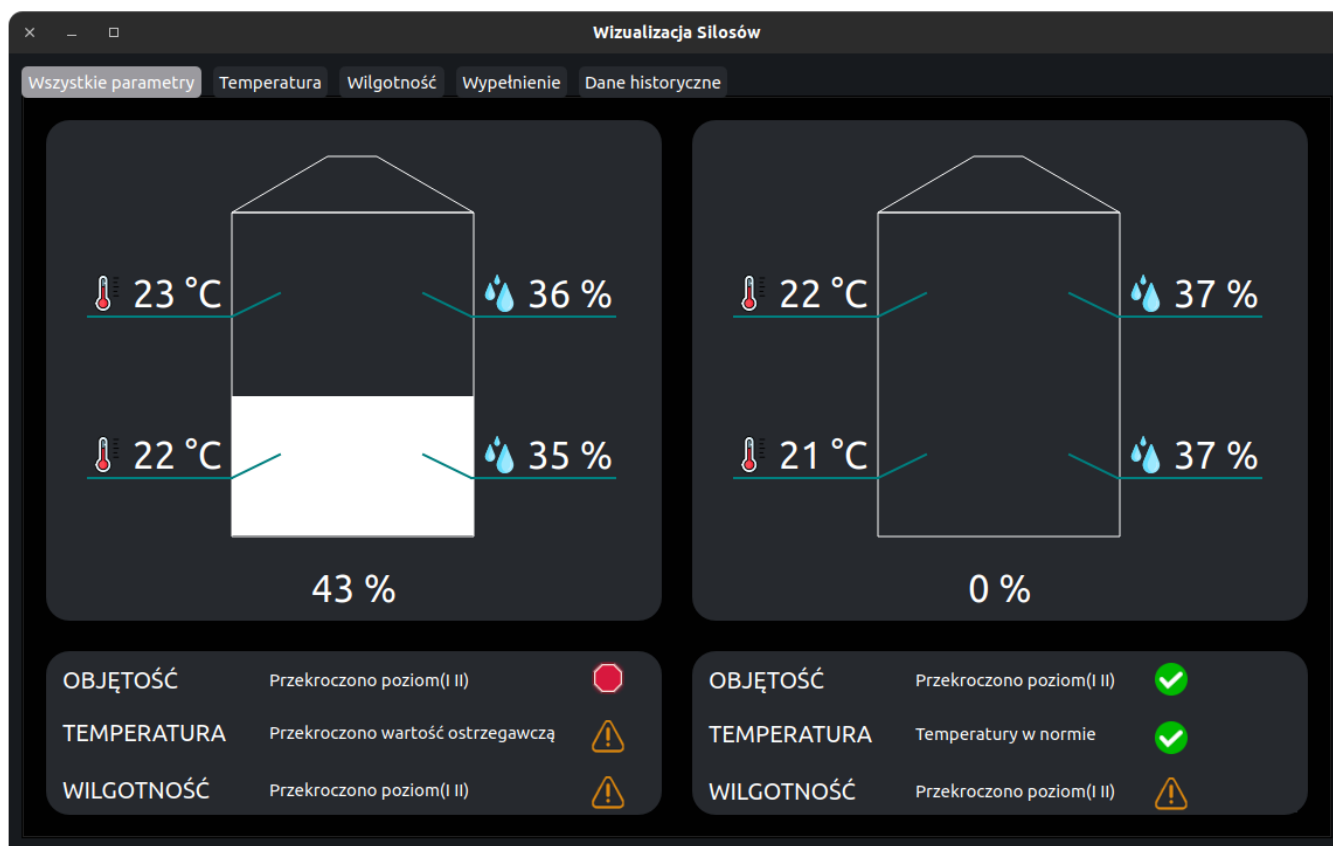 Wizualizacja Silosów
Wszystkie parametry Temperatura Wilgotność Wypełnienie Dane historyczne
23 °C 36 %
22 °C 35 %
43 %
22 °C 37 %
21 °C 37 %
0 %
OBJĘTOŚĆ Przekroczono poziom(I II)
TEMPERATURA Przekroczono wartość ostrzegawczą
WILGOTNOŚĆ Przekroczono poziom(I II)
OBJĘTOŚĆ Przekroczono poziom(I II)
TEMPERATURA Temperatury w normie
WILGOTNOŚĆ Przekroczono poziom(I II)